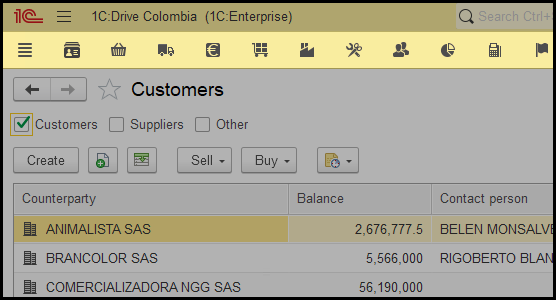 1C 1C:Drive Colombia (1C:Enterprise) Search Ctrl+
Customers
Customers Suppliers Other
Create Sell Buy
Counterparty Balance Contact person
ANIMALISTA SAS 2,676,777.5 BELEN MONSALVE
BRANCOLOR SAS 5,566,000 RIGOBERTO BLAN
COMERCIALIZADORA NGG SAS 56,190,000